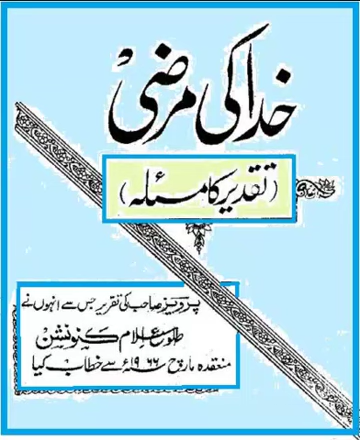 خدا کی مرضی
(تقدیر کا مسئلہ)
پرویز صاحب کی تقریر جس سے انہوں نے
طلوع اسلام کنونشن
منعقدہ مارچ ۱۹۶۶ء سے خطاب کیا